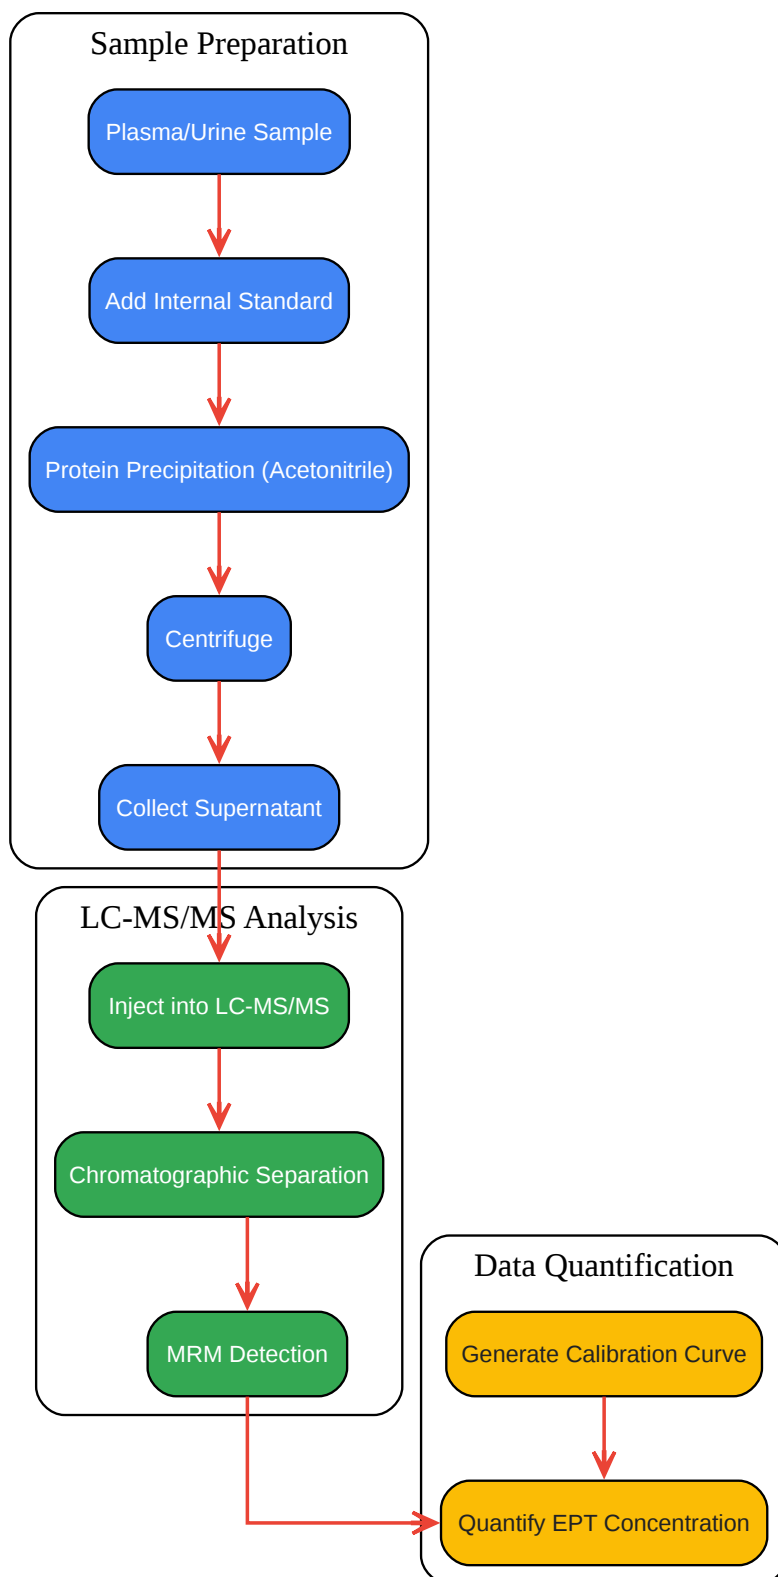 Sample Preparation
Plasma/Urine Sample
Add Internal Standard
Protein Precipitation (Acetonitrile)
Centrifuge
Collect Supernatant
LC-MS/MS Analysis
Inject into LC-MS/MS
Chromatographic Separation
MRM Detection
Data Quantification
Generate Calibration Curve
Quantify EPT Concentration